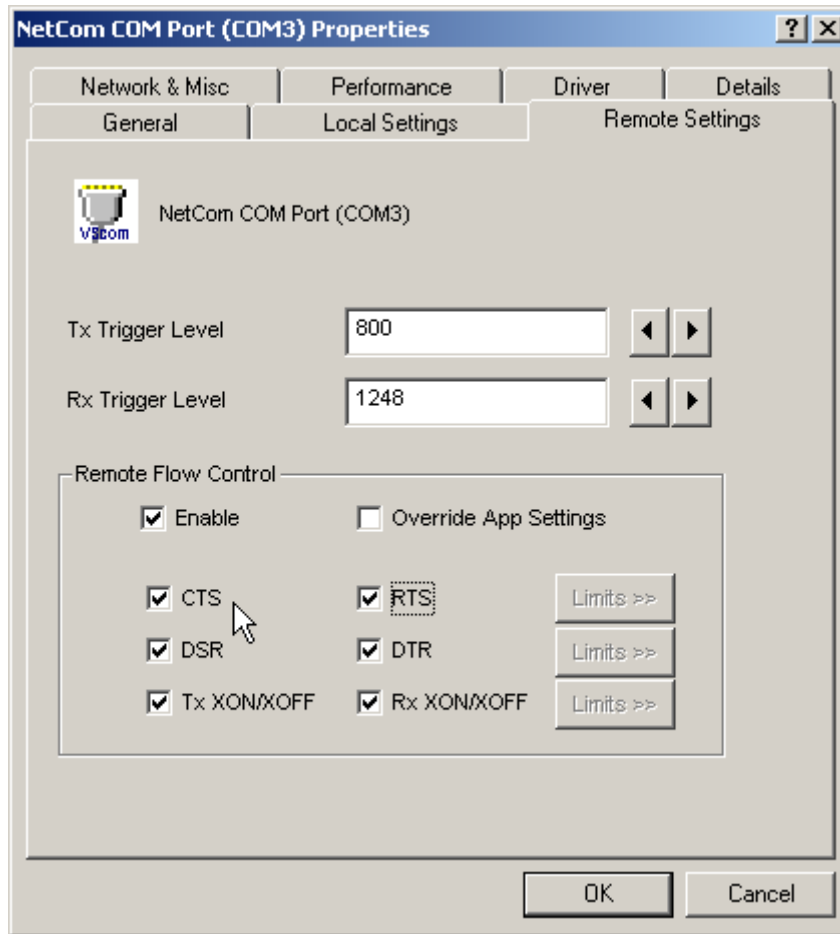 NetCom COM Port (COM3) Properties
Network & Misc Performance Driver Details
General Local Settings Remote Settings
VScom NetCom COM Port (COM3)
Tx Trigger Level 800
Rx Trigger Level 1248
Remote Flow Control
Enable Override App Settings
CTS RTS Limits >>
DSR DTR Limits >>
Tx XON/XOFF Rx XON/XOFF Limits >>
OK Cancel